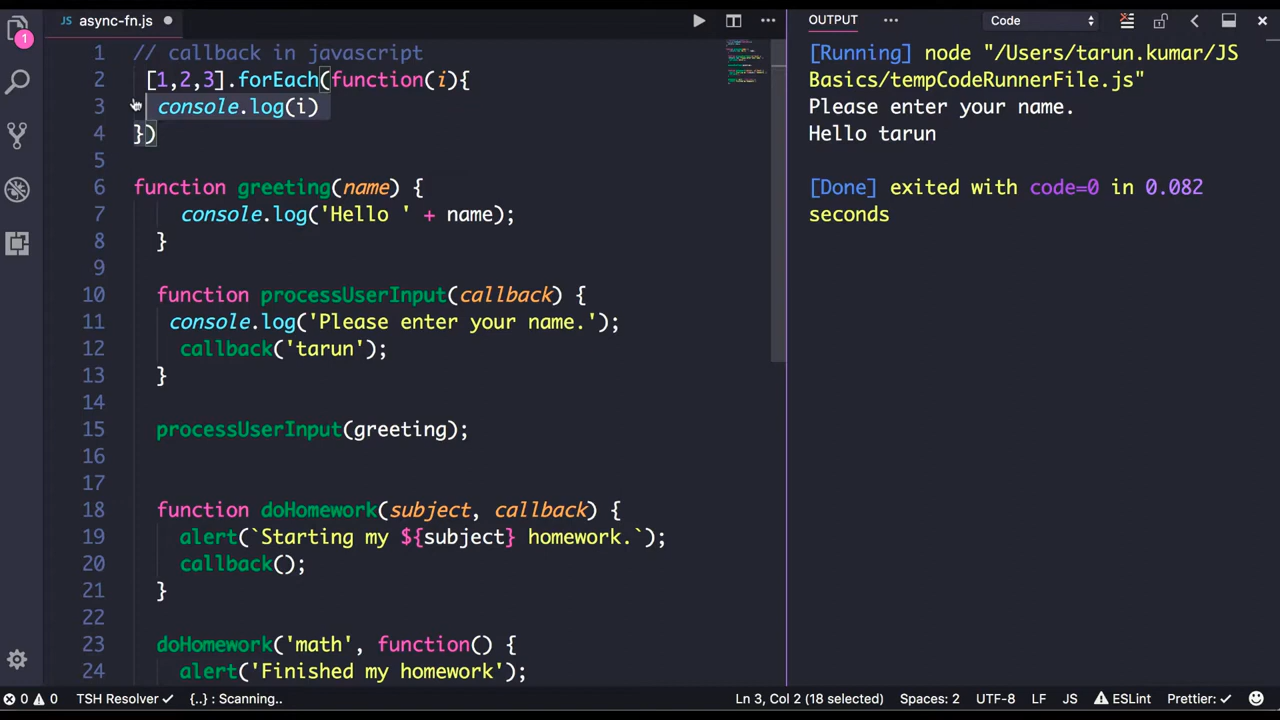 JS async-fn.js
1 // callback in javascript
2 [1,2,3].forEach(function(i){
3 console.log(i)
4 })
5
6 function greeting(name) {
7 console.log('Hello ' + name);
8 }
9
10 function processUserInput(callback) {
11 console.log('Please enter your name.');
12 callback('tarun');
13 }
14
15 processUserInput(greeting);
16
17
18 function doHomework(subject, callback) {
19 alert(`Starting my ${subject} homework.`);
20 callback();
21 }
22
23 doHomework('math', function() {
24 alert('Finished my homework');
OUTPUT ••• Code
[Running] node "/Users/tarun.kumar/JS
Basics/tempCodeRunnerFile.js"
Please enter your name.
Hello tarun
[Done] exited with code=0 in 0.082
seconds
1
0 0 TSH Resolver {..} : Scanning.. Ln 3, Col 2 (18 selected) Spaces: 2 UTF-8 LF JS ESLint Prettier: